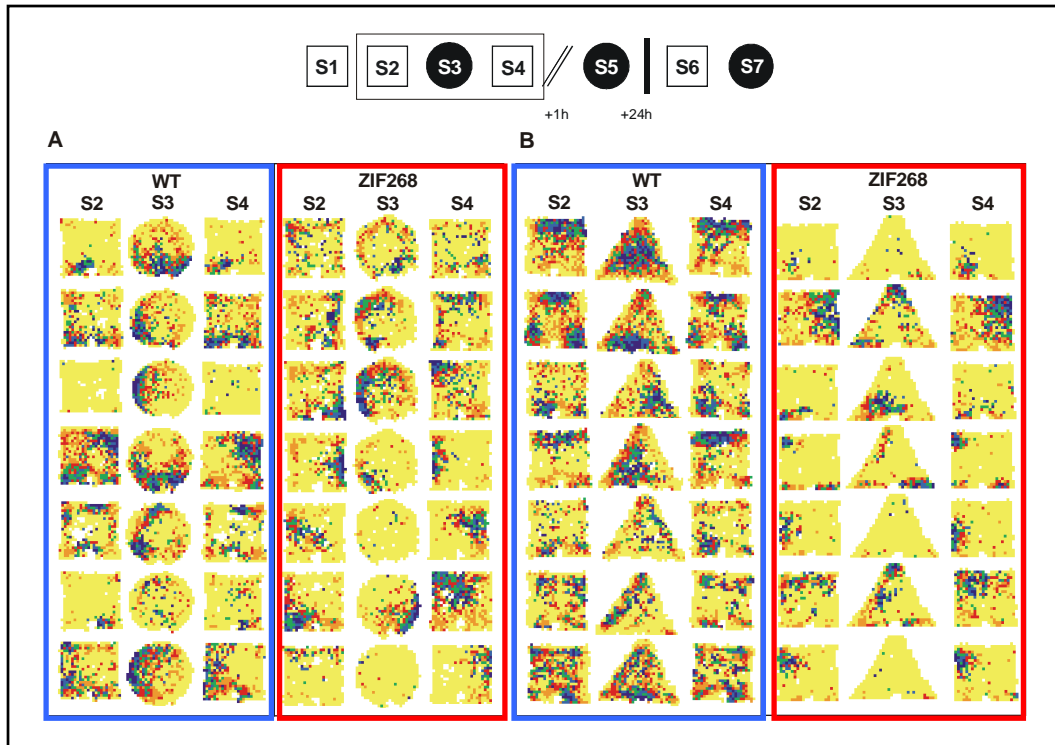 S1 S2 S3 S4 S5 S6 S7
+1h +24h
A B
WT ZIF268 WT ZIF268
S2 S3 S4 S2 S3 S4 S2 S3 S4 S2 S3 S4